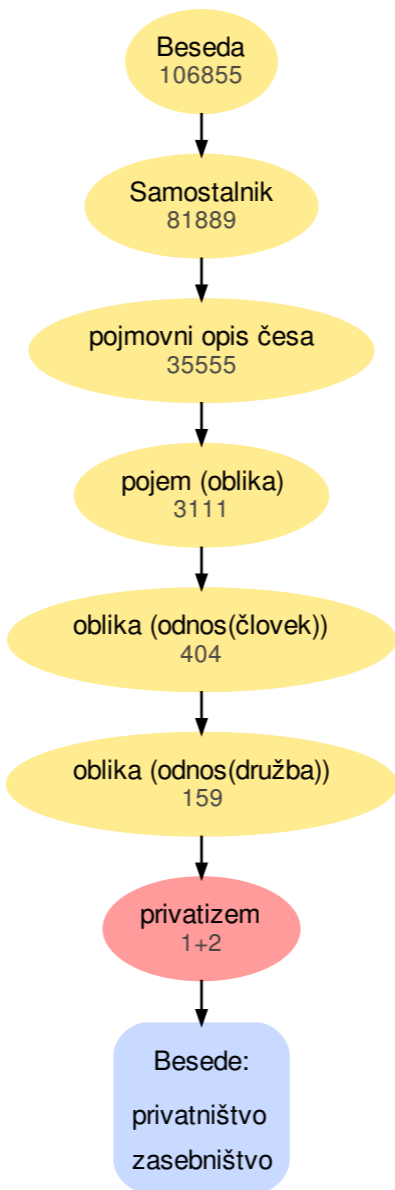 Beseda
106855
Samostalnik
81889
pojmovni opis česa
35555
pojem (oblika)
3111
oblika (odnos(človek))
404
oblika (odnos(družba))
159
privatizem
1+2
Besede:
privatništvo
zasebništvo